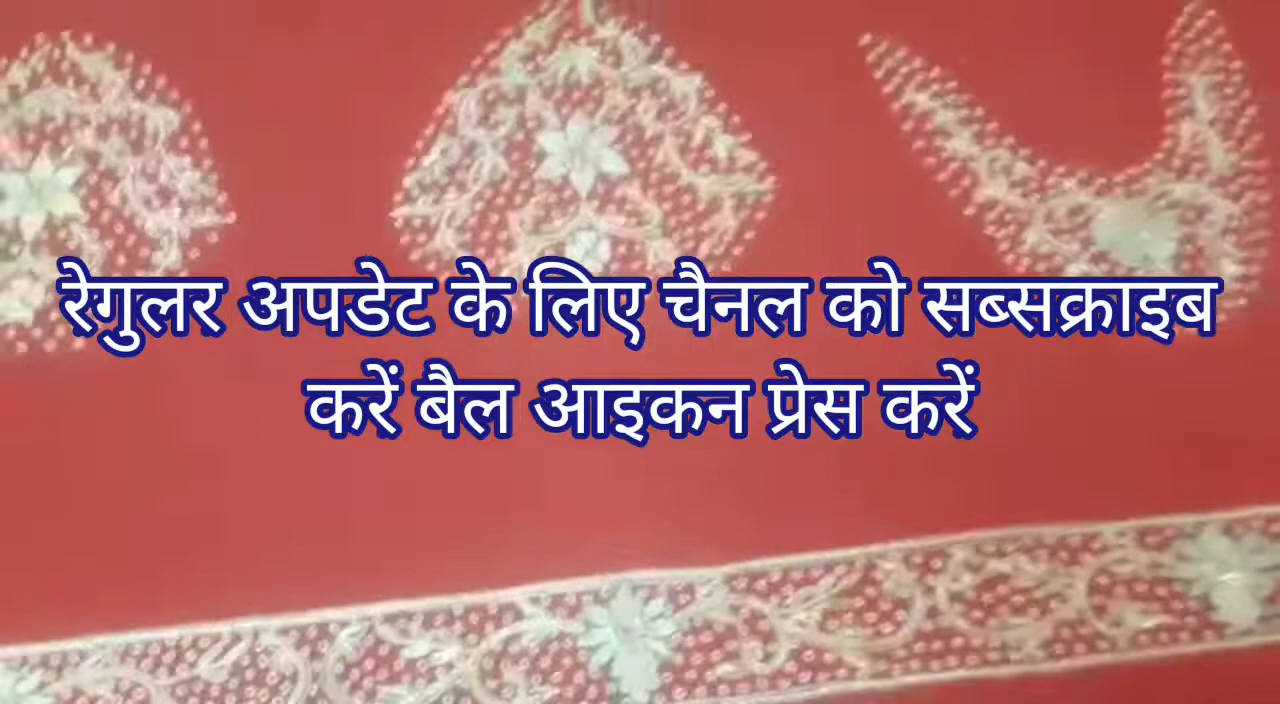 रेगुलर अपडेट के लिए चैनल को सब्सक्राइब
करें बैल आइकन प्रेस करें